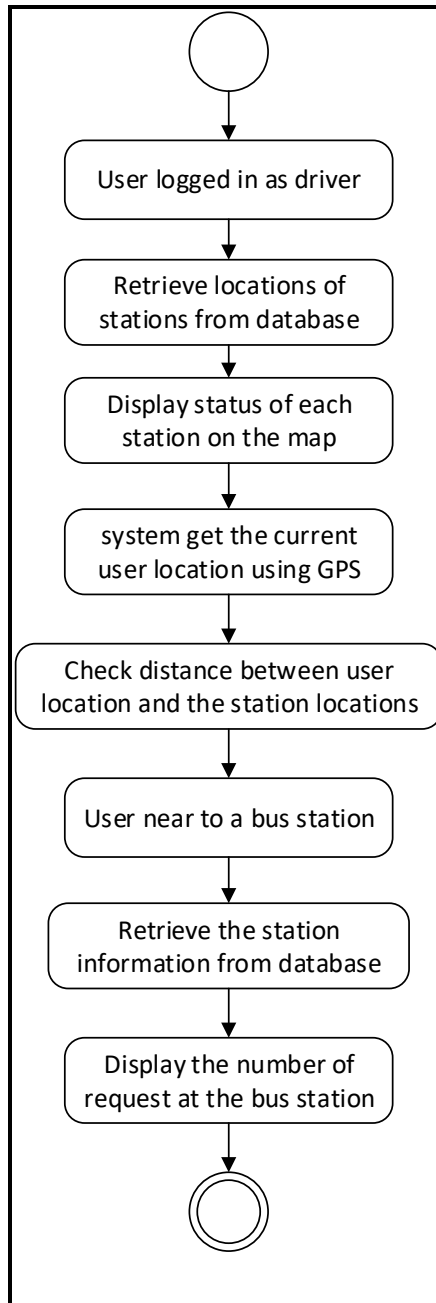 User logged in as driver
Retrieve locations of
stations from database
Display status of each
station on the map
system get the current
user location using GPS
Check distance between user
location and the station locations
User near to a bus station
Retrieve the station
information from database
Display the number of
request at the bus station